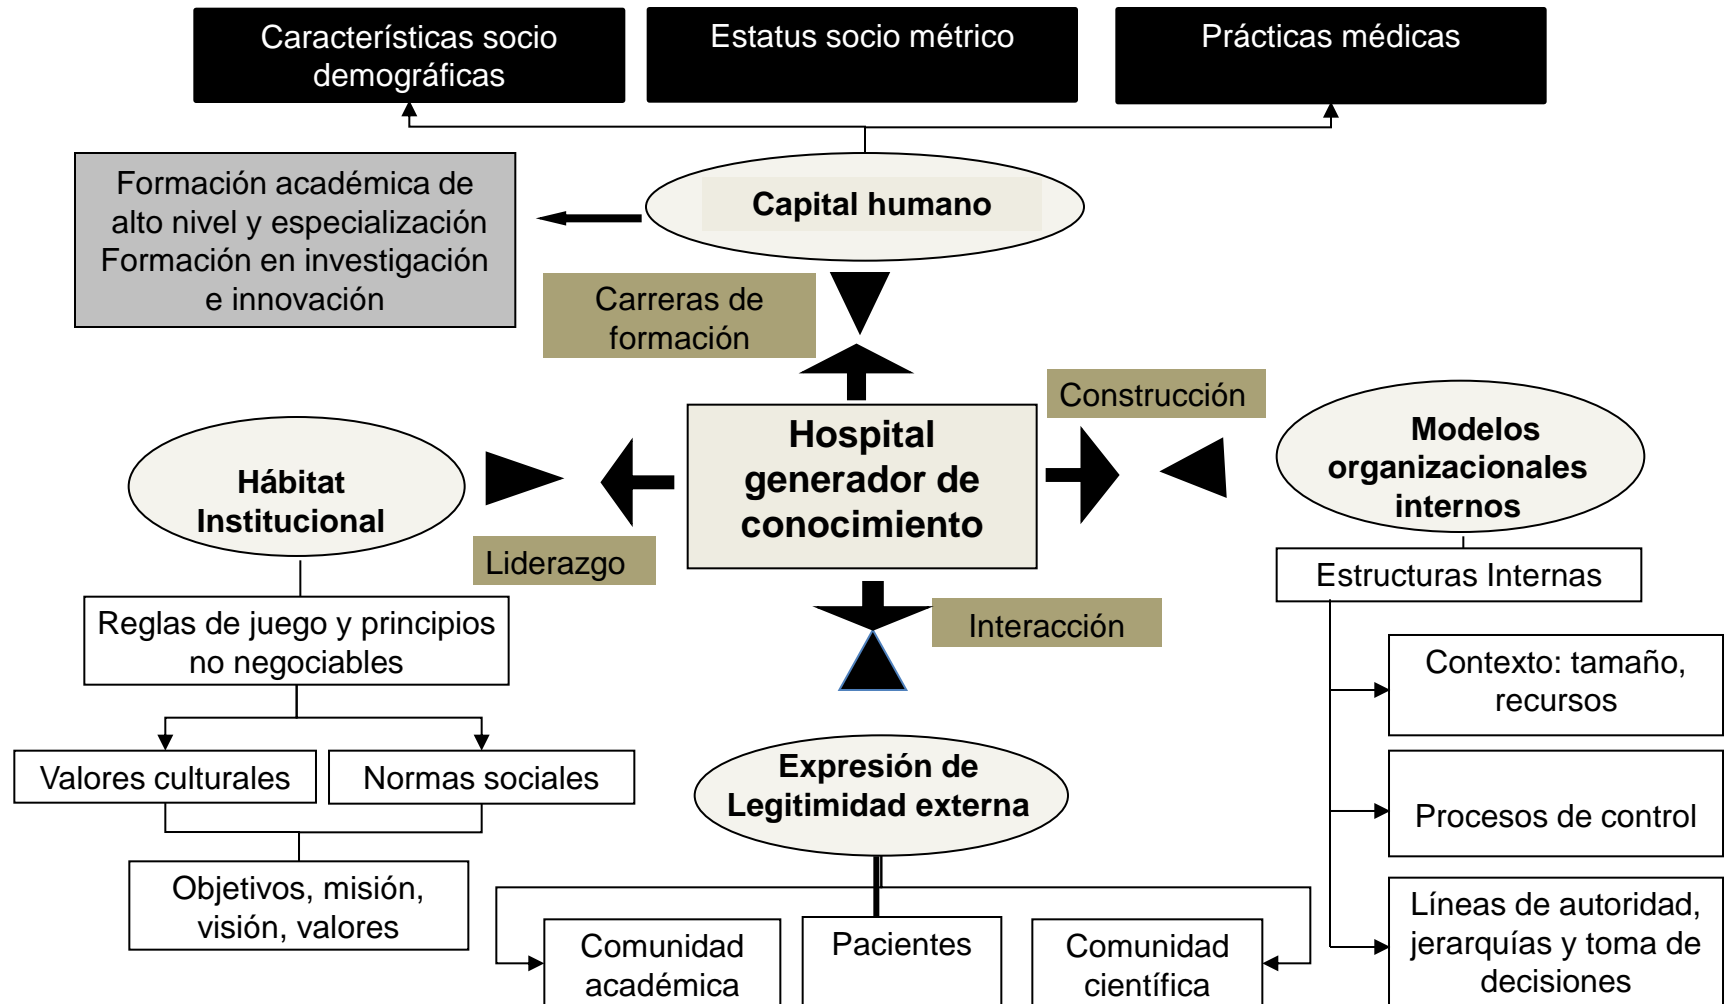 Características socio
demográficas
Estatus socio métrico
Prácticas médicas
Formación académica de
alto nivel y especialización
Formación en investigación
e innovación
Capital humano
Carreras de
formación
Construcción
Hospital
generador de
conocimiento
Modelos
organizacionales
internos
Hábitat
Institucional
Liderazgo
Interacción
Estructuras Internas
Reglas de juego y principios
no negociables
Contexto: tamaño,
recursos
Valores culturales
Normas sociales
Expresión de
Legitimidad externa
Procesos de control
Objetivos, misión,
visión, valores
Comunidad
académica
Pacientes
Comunidad
científica
Líneas de autoridad,
jerarquías y toma de
decisiones